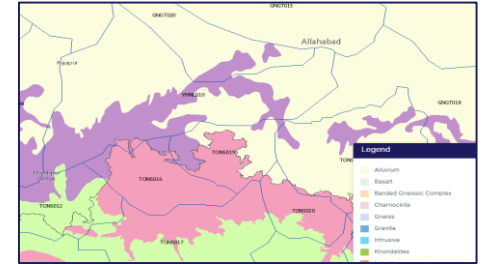 GNGT015
GNGT020
Allahabad
Rajapur
YMNL010
GNGT018
TONS019
TONS016
TONS012
TONS020
TONS017
Legend
Alluvium
Basalt
Banded Gneissic Complex
Charnockite
Gneiss
Granite
Intrusive
Khondalites